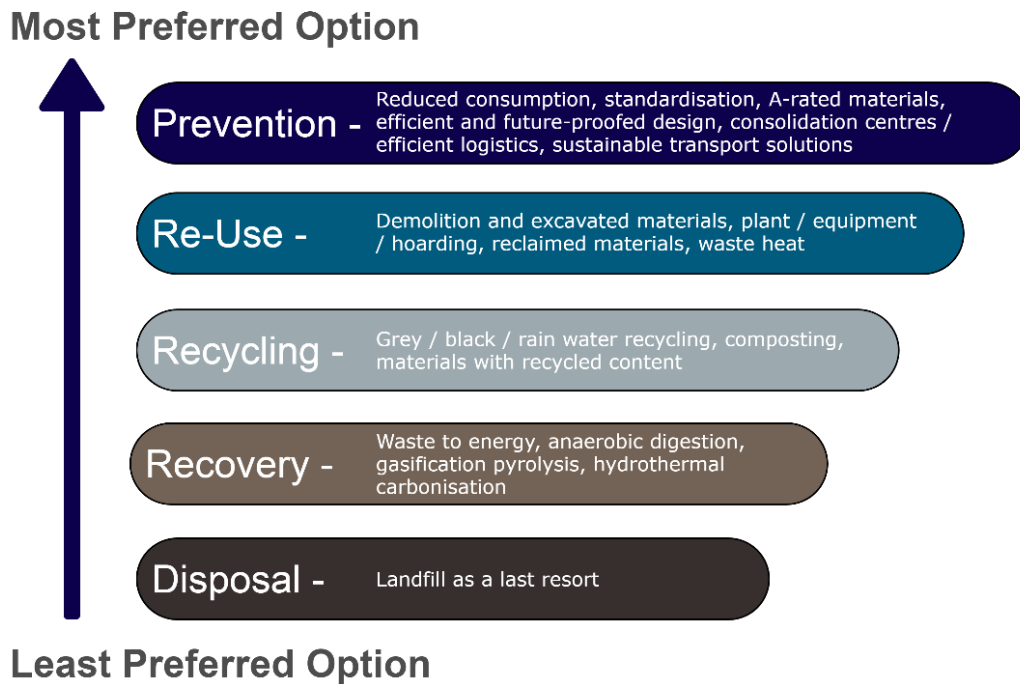 Most Preferred Option
Prevention -
Reduced consumption, standardisation, A-rated materials,
efficient and future-proofed design, consolidation centres /
efficient logistics, sustainable transport solutions
Re-Use -
Demolition and excavated materials, plant / equipment
/ hoarding, reclaimed materials, waste heat
Recycling -
Grey / black / rain water recycling, composting,
materials with recycled content
Recovery -
Waste to energy, anaerobic digestion,
gasification pyrolysis, hydrothermal
carbonisation
Disposal -
Landfill as a last resort
Least Preferred Option